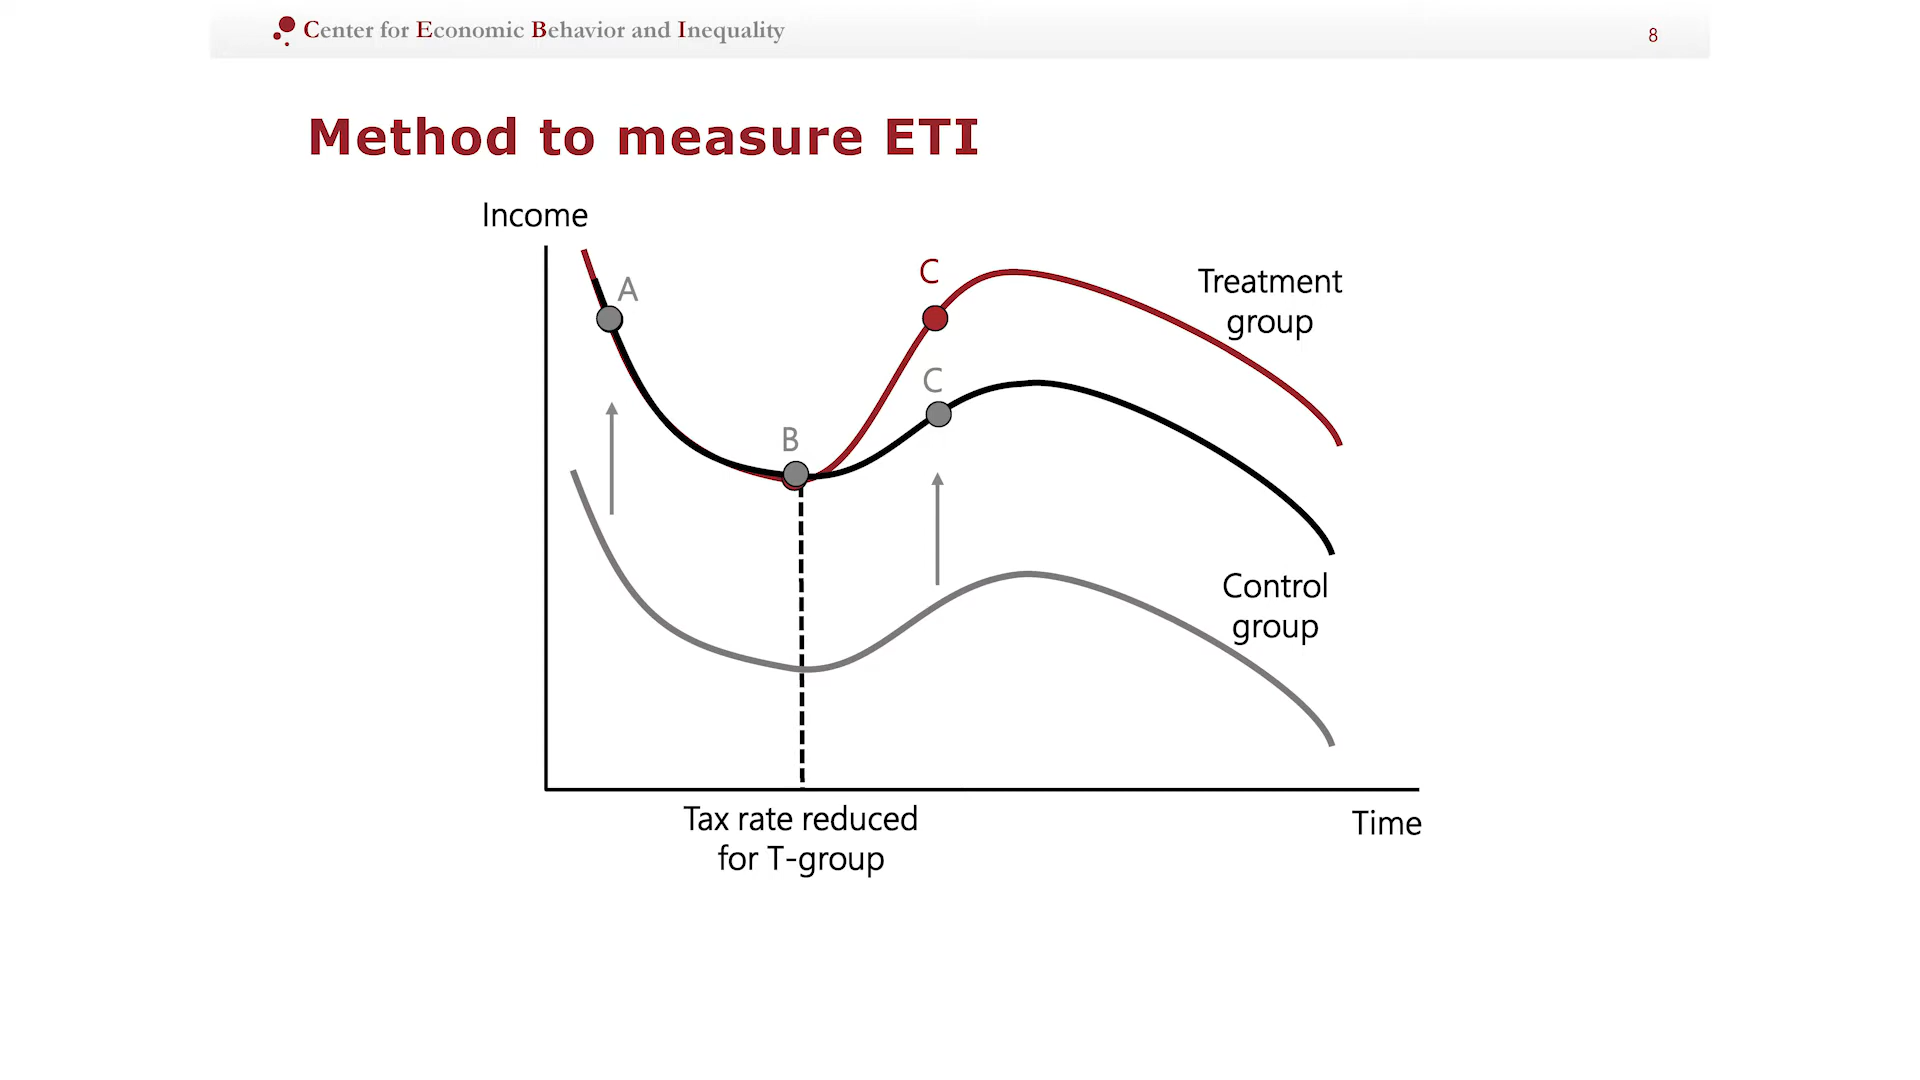 Center for Economic Behavior and Inequality
8
Method to measure ETI
Income
A
B
C
C
Treatment
group
Control
group
Tax rate reduced
for T-group
Time